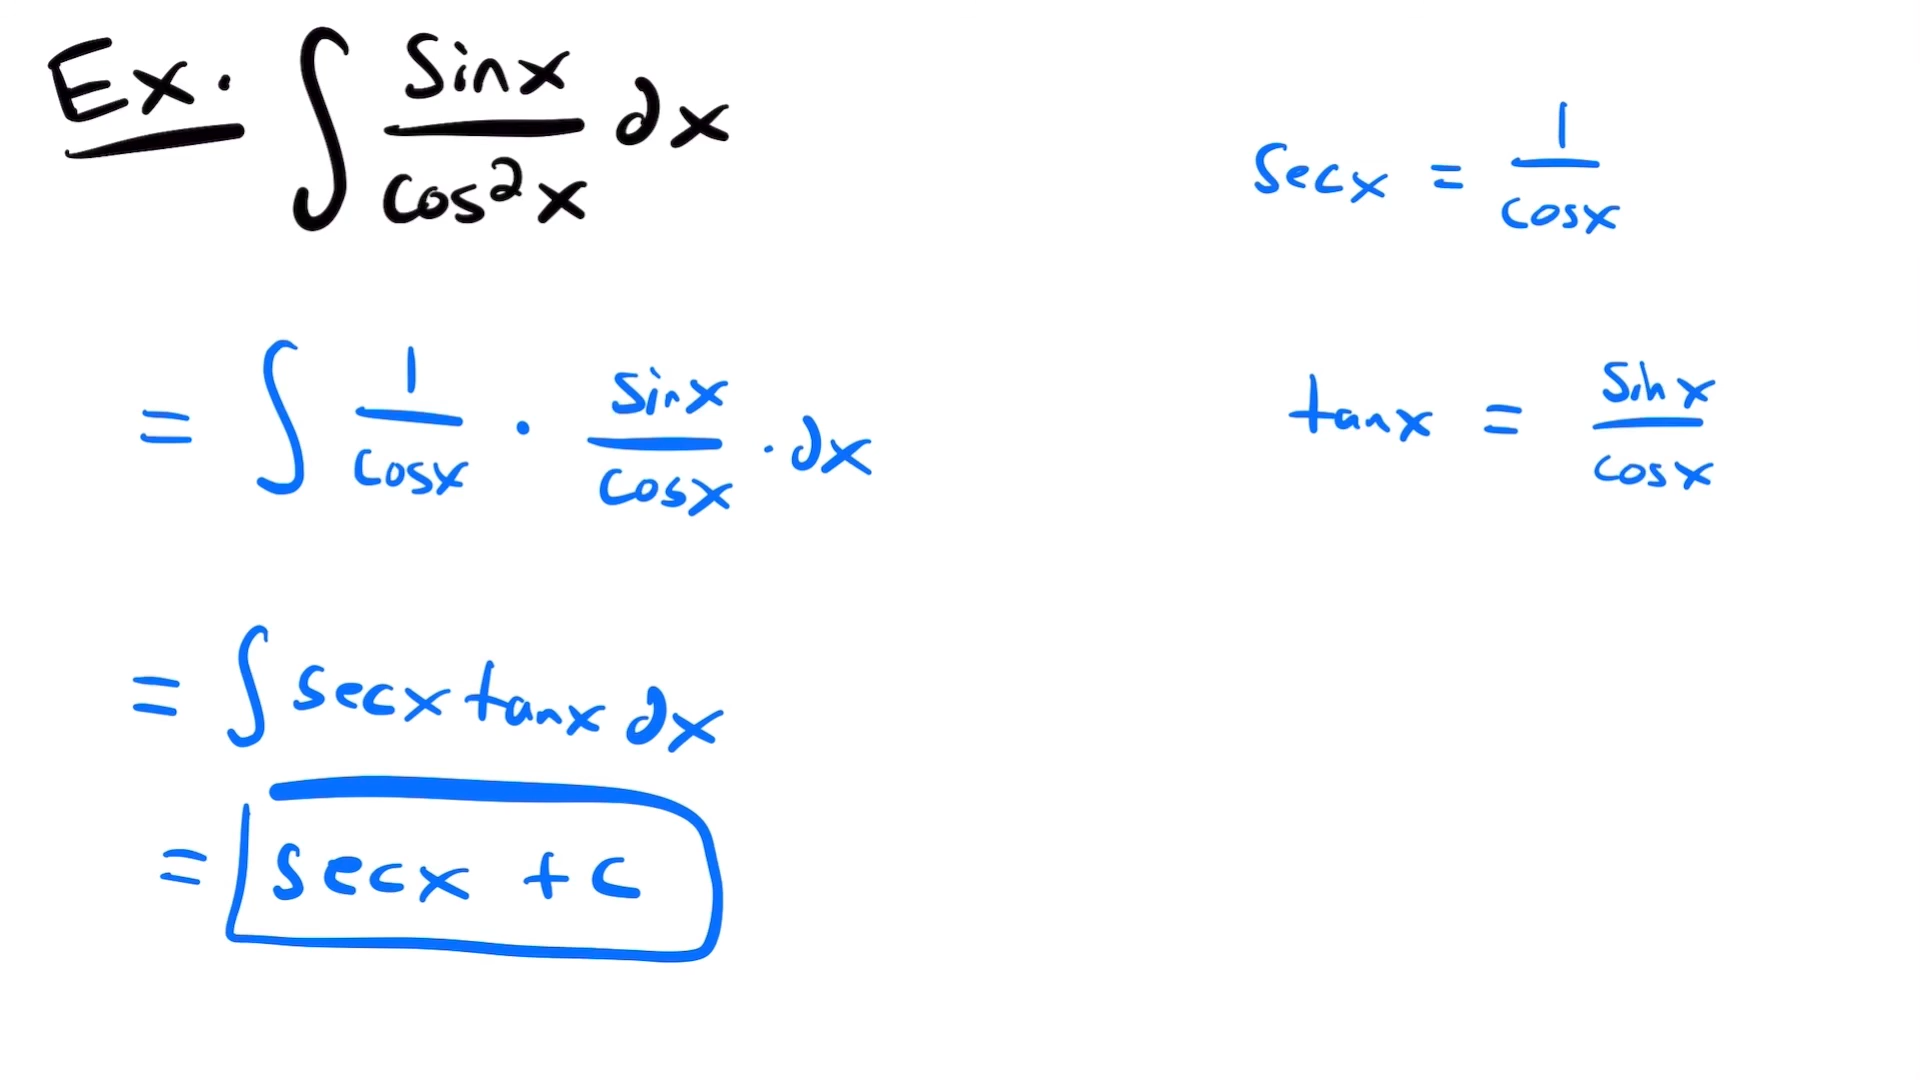 Ex. ∫ sinx/cos²x dx
= ∫ 1/cosx · sinx/cosx · dx
= ∫ secx tanx dx
= secx + c
secx = 1/cosx
tanx = sinx/cosx